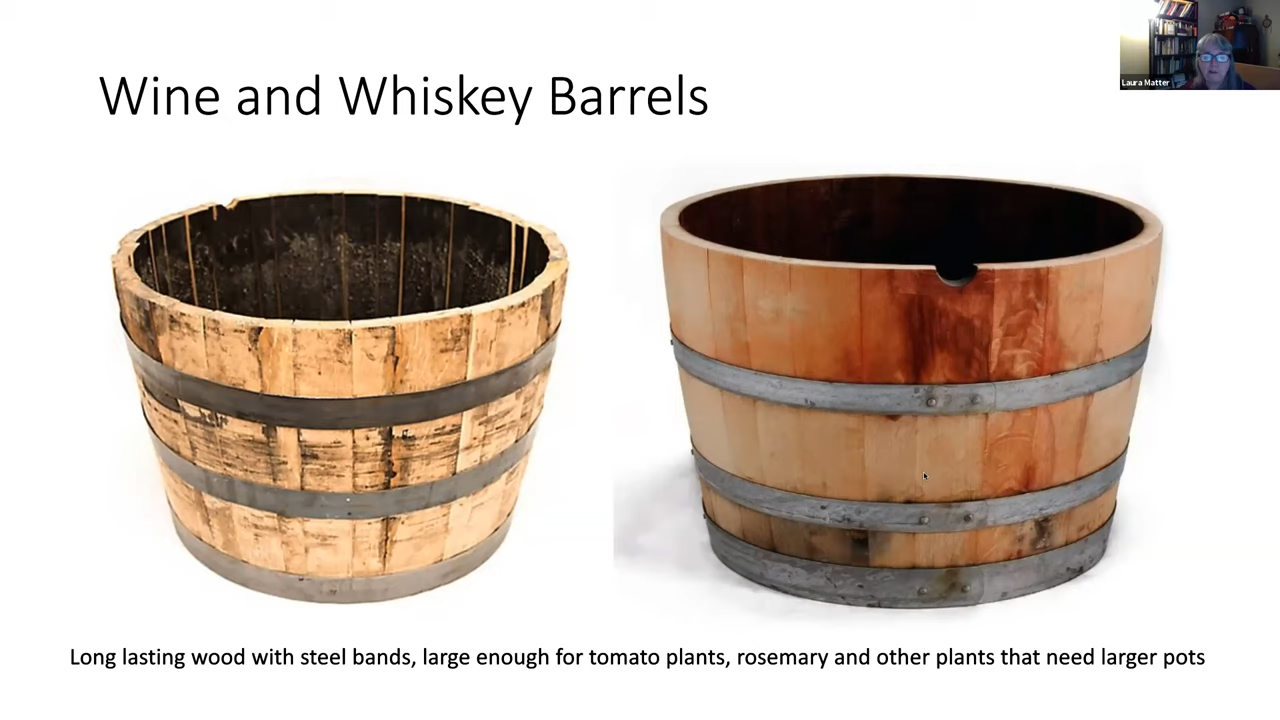 Wine and Whiskey Barrels
Laura Matter
Long lasting wood with steel bands, large enough for tomato plants, rosemary and other plants that need larger pots